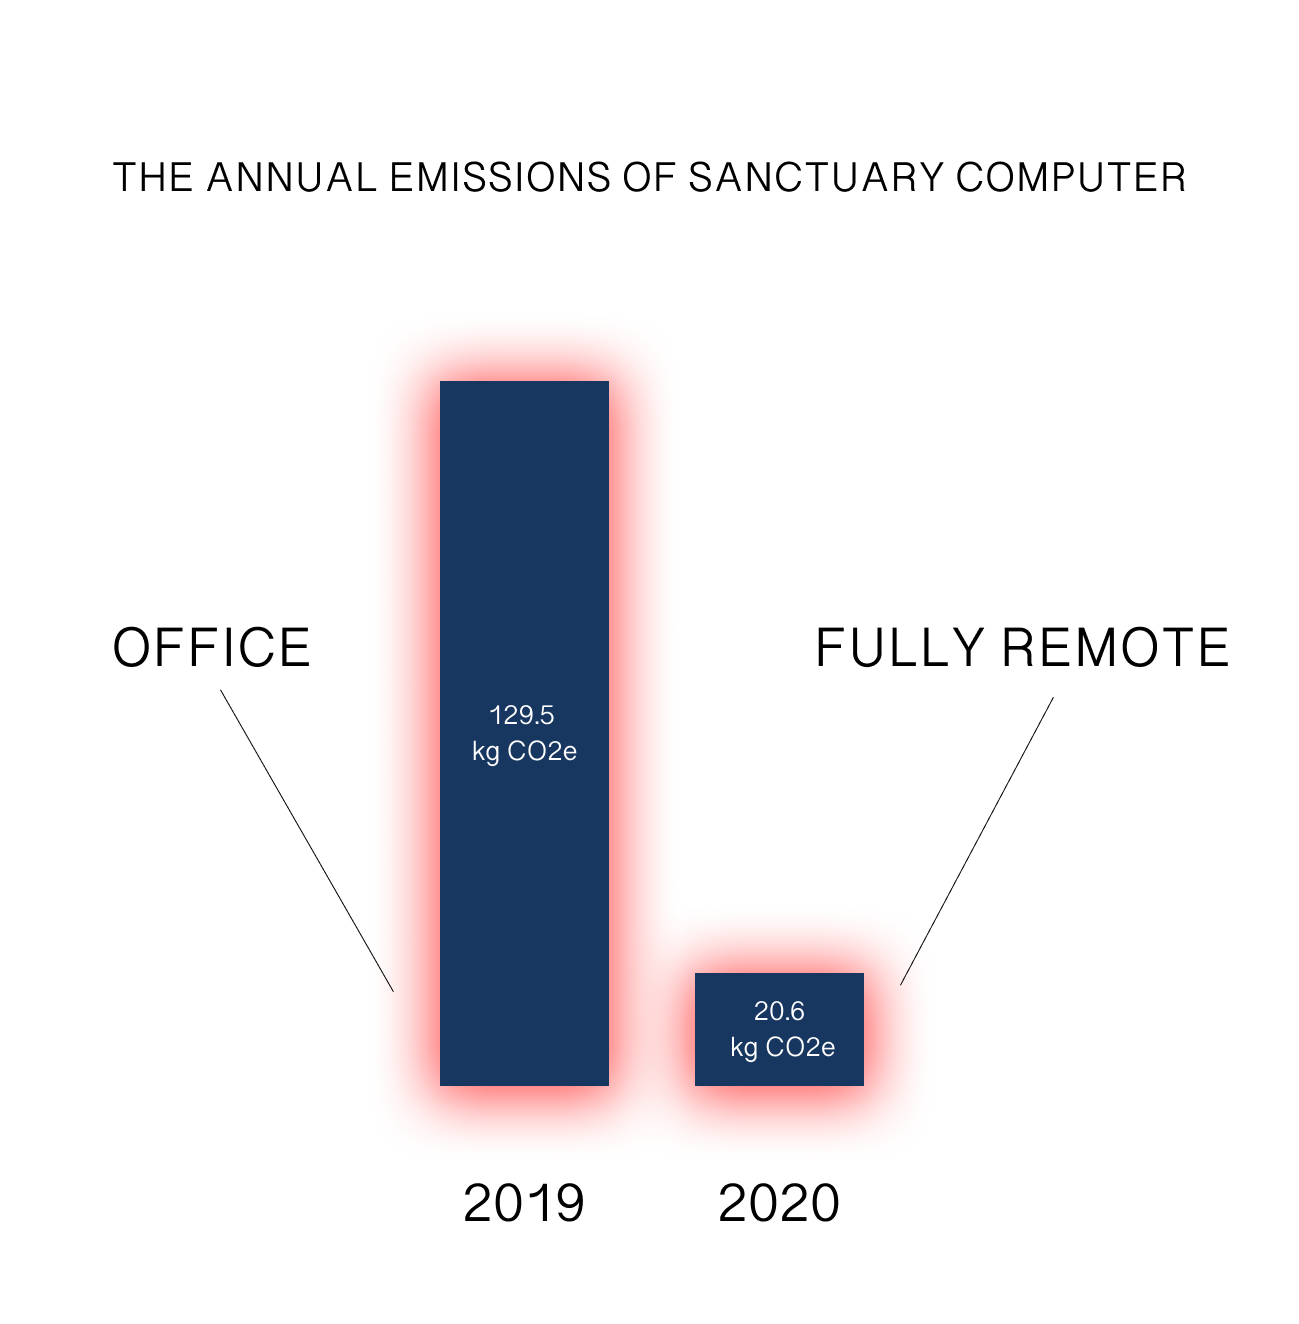 THE ANNUAL EMISSIONS OF SANCTUARY COMPUTER
OFFICE
FULLY REMOTE
129.5
kg CO2e
20.6
kg CO2e
2019
2020